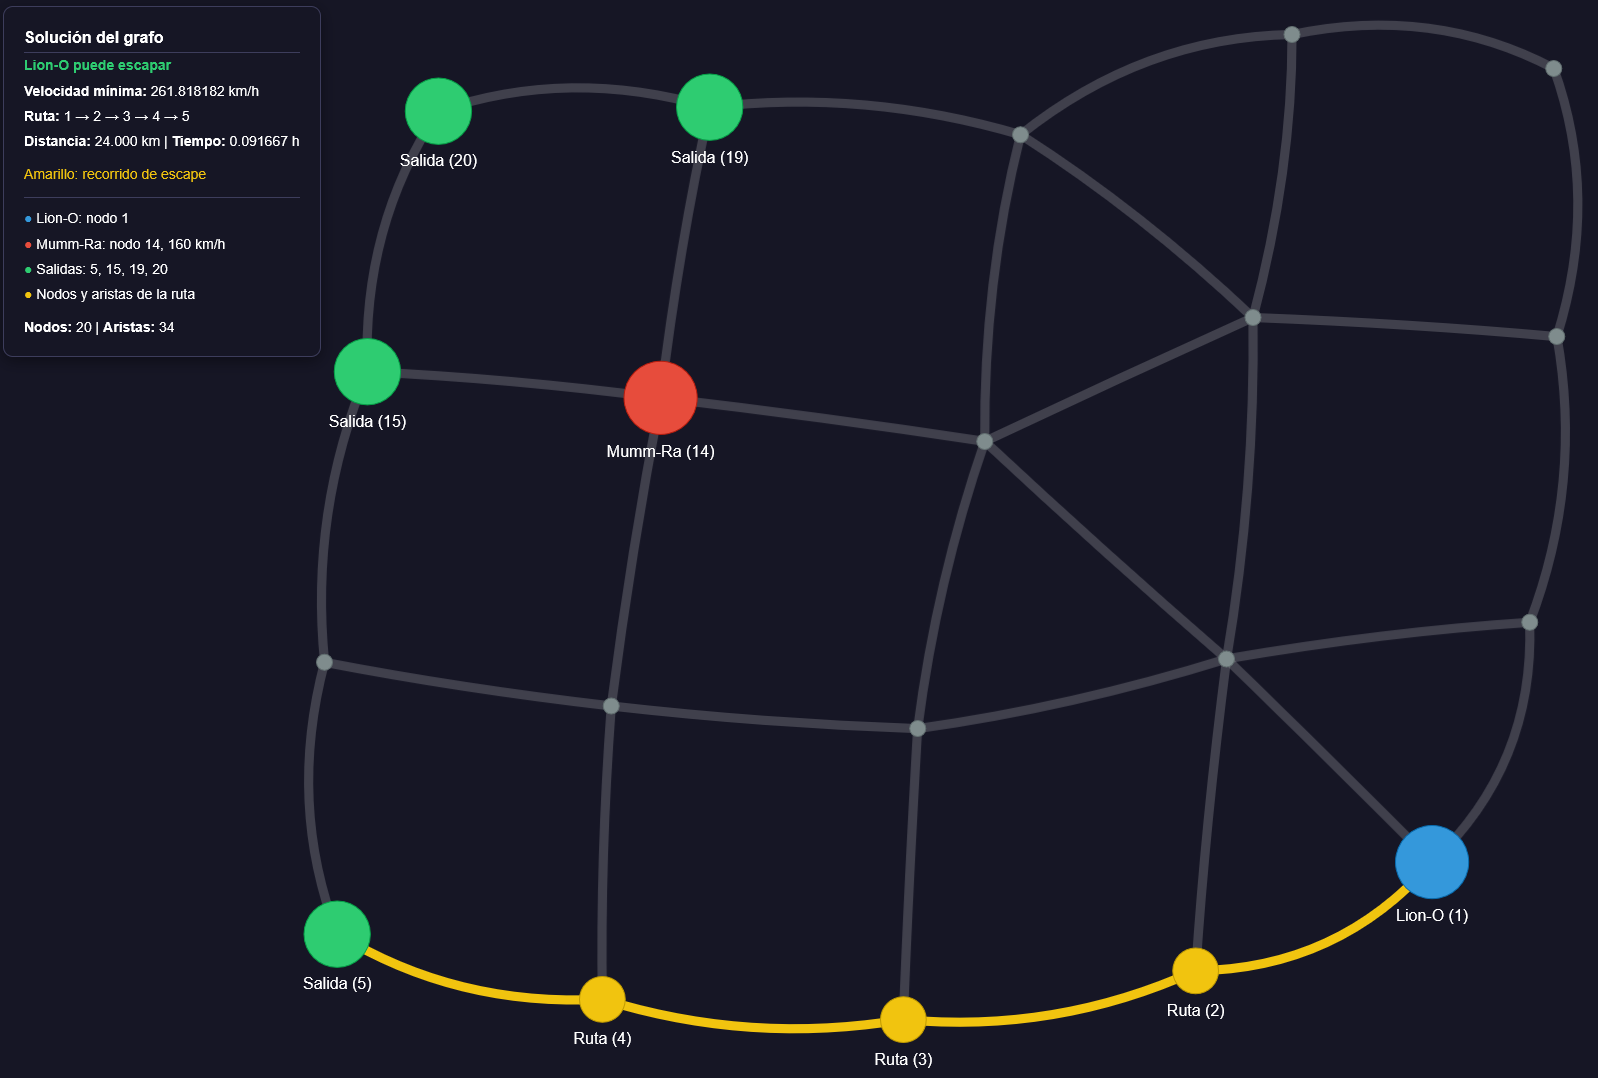 Solución del grafo
Lion-O puede escapar
Velocidad mínima: 261.818182 km/h
Ruta: 1 → 2 → 3 → 4 → 5
Distancia: 24.000 km | Tiempo: 0.091667 h
Amarillo: recorrido de escape
● Lion-O: nodo 1
● Mumm-Ra: nodo 14, 160 km/h
● Salidas: 5, 15, 19, 20
● Nodos y aristas de la ruta
Nodos: 20 | Aristas: 34
Salida (20)
Salida (19)
Salida (15)
Mumm-Ra (14)
Lion-O (1)
Salida (5)
Ruta (2)
Ruta (4)
Ruta (3)